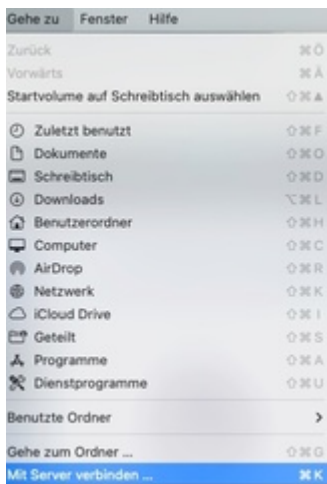 Gehe zu Fenster Hilfe
Zurück ⌘Ö
Vorwärts ⌘Ä
Startvolume auf Schreibtisch auswählen ⇧⌘▲
Zuletzt benutzt ⇧⌘F
Dokumente ⇧⌘O
Schreibtisch ⇧⌘D
Downloads ⌥⌘L
Benutzerordner ⇧⌘H
Computer ⇧⌘C
AirDrop ⇧⌘R
Netzwerk ⇧⌘K
iCloud Drive ⇧⌘I
Geteilt ⇧⌘S
Programme ⇧⌘A
Dienstprogramme ⇧⌘U
Benutzte Ordner >
Gehe zum Ordner ... ⇧⌘G
Mit Server verbinden ... ⌘K